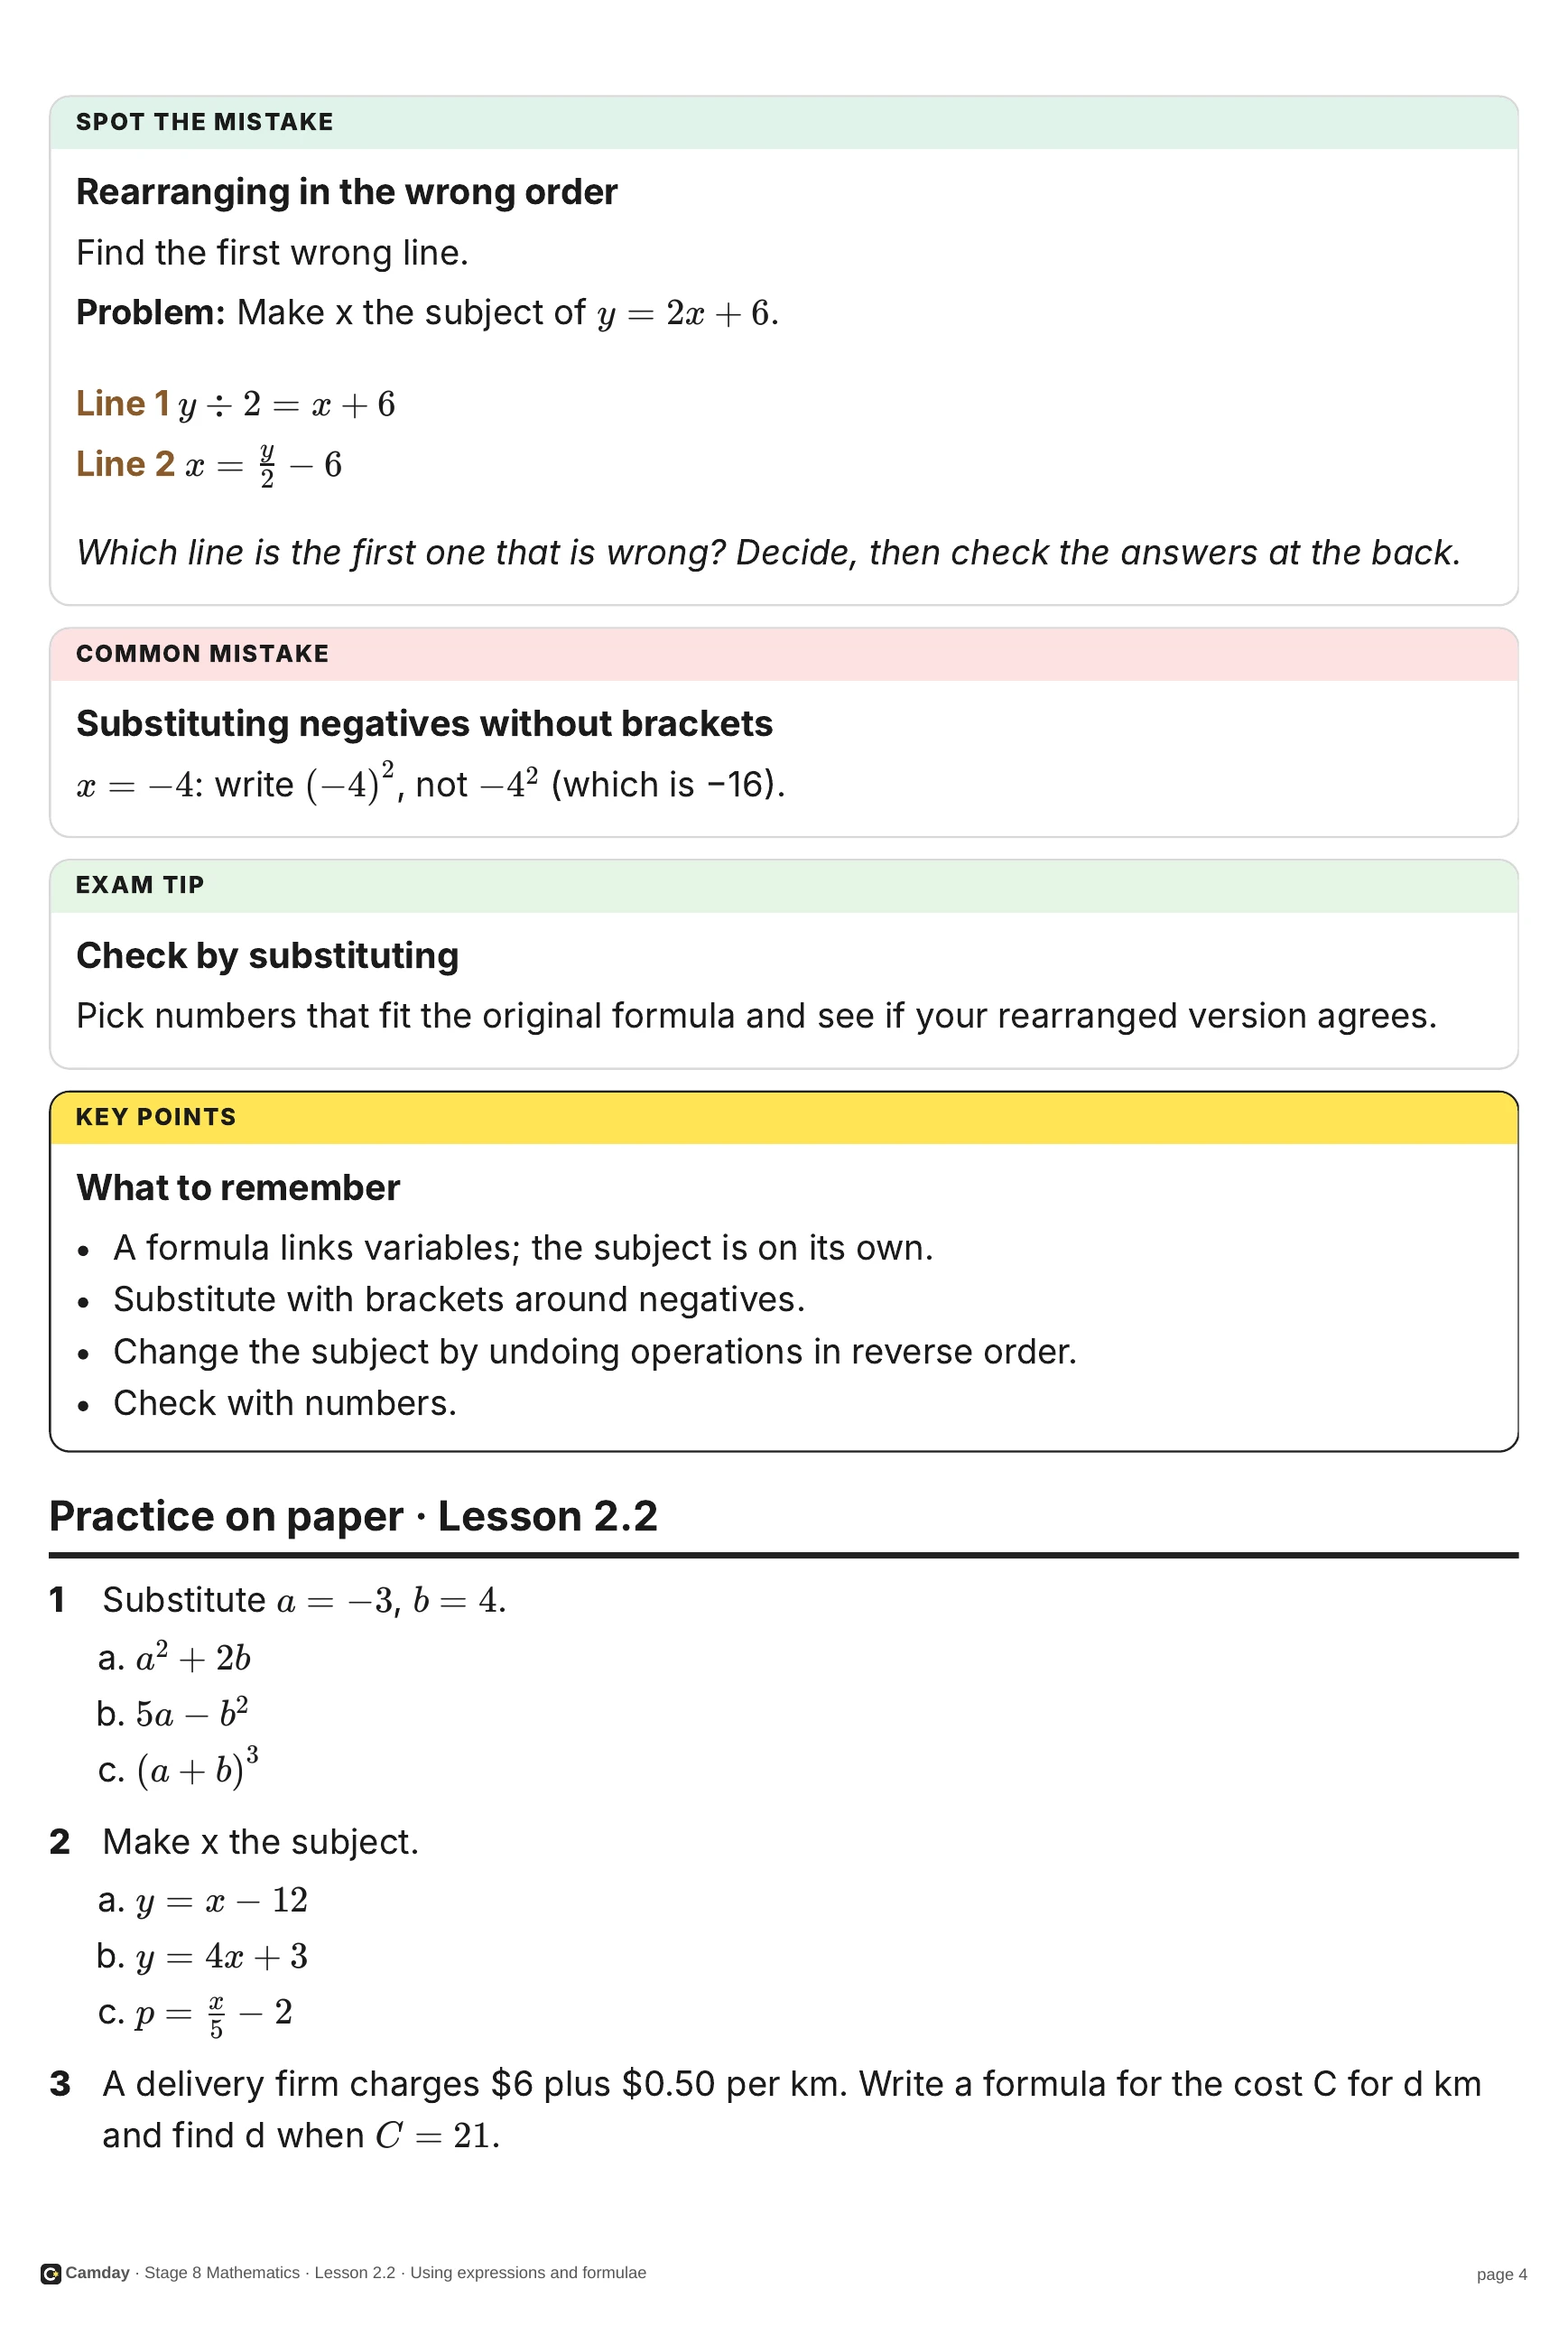 SPOT THE MISTAKE
Rearranging in the wrong order
Find the first wrong line.
Problem: Make x the subject of y = 2x + 6.
Line 1 y ÷ 2 = x + 6
Line 2 x = y/2 − 6
Which line is the first one that is wrong? Decide, then check the answers at the back.
COMMON MISTAKE
Substituting negatives without brackets
x = −4: write (−4)², not −4² (which is −16).
EXAM TIP
Check by substituting
Pick numbers that fit the original formula and see if your rearranged version agrees.
KEY POINTS
What to remember
• A formula links variables; the subject is on its own.
• Substitute with brackets around negatives.
• Change the subject by undoing operations in reverse order.
• Check with numbers.
Practice on paper · Lesson 2.2
1 Substitute a = −3, b = 4.
a. a² + 2b
b. 5a − b²
c. (a + b)³
2 Make x the subject.
a. y = x − 12
b. y = 4x + 3
c. p = x/5 − 2
3 A delivery firm charges $6 plus $0.50 per km. Write a formula for the cost C for d km
and find d when C = 21.
Camday · Stage 8 Mathematics · Lesson 2.2 · Using expressions and formulae
page 4